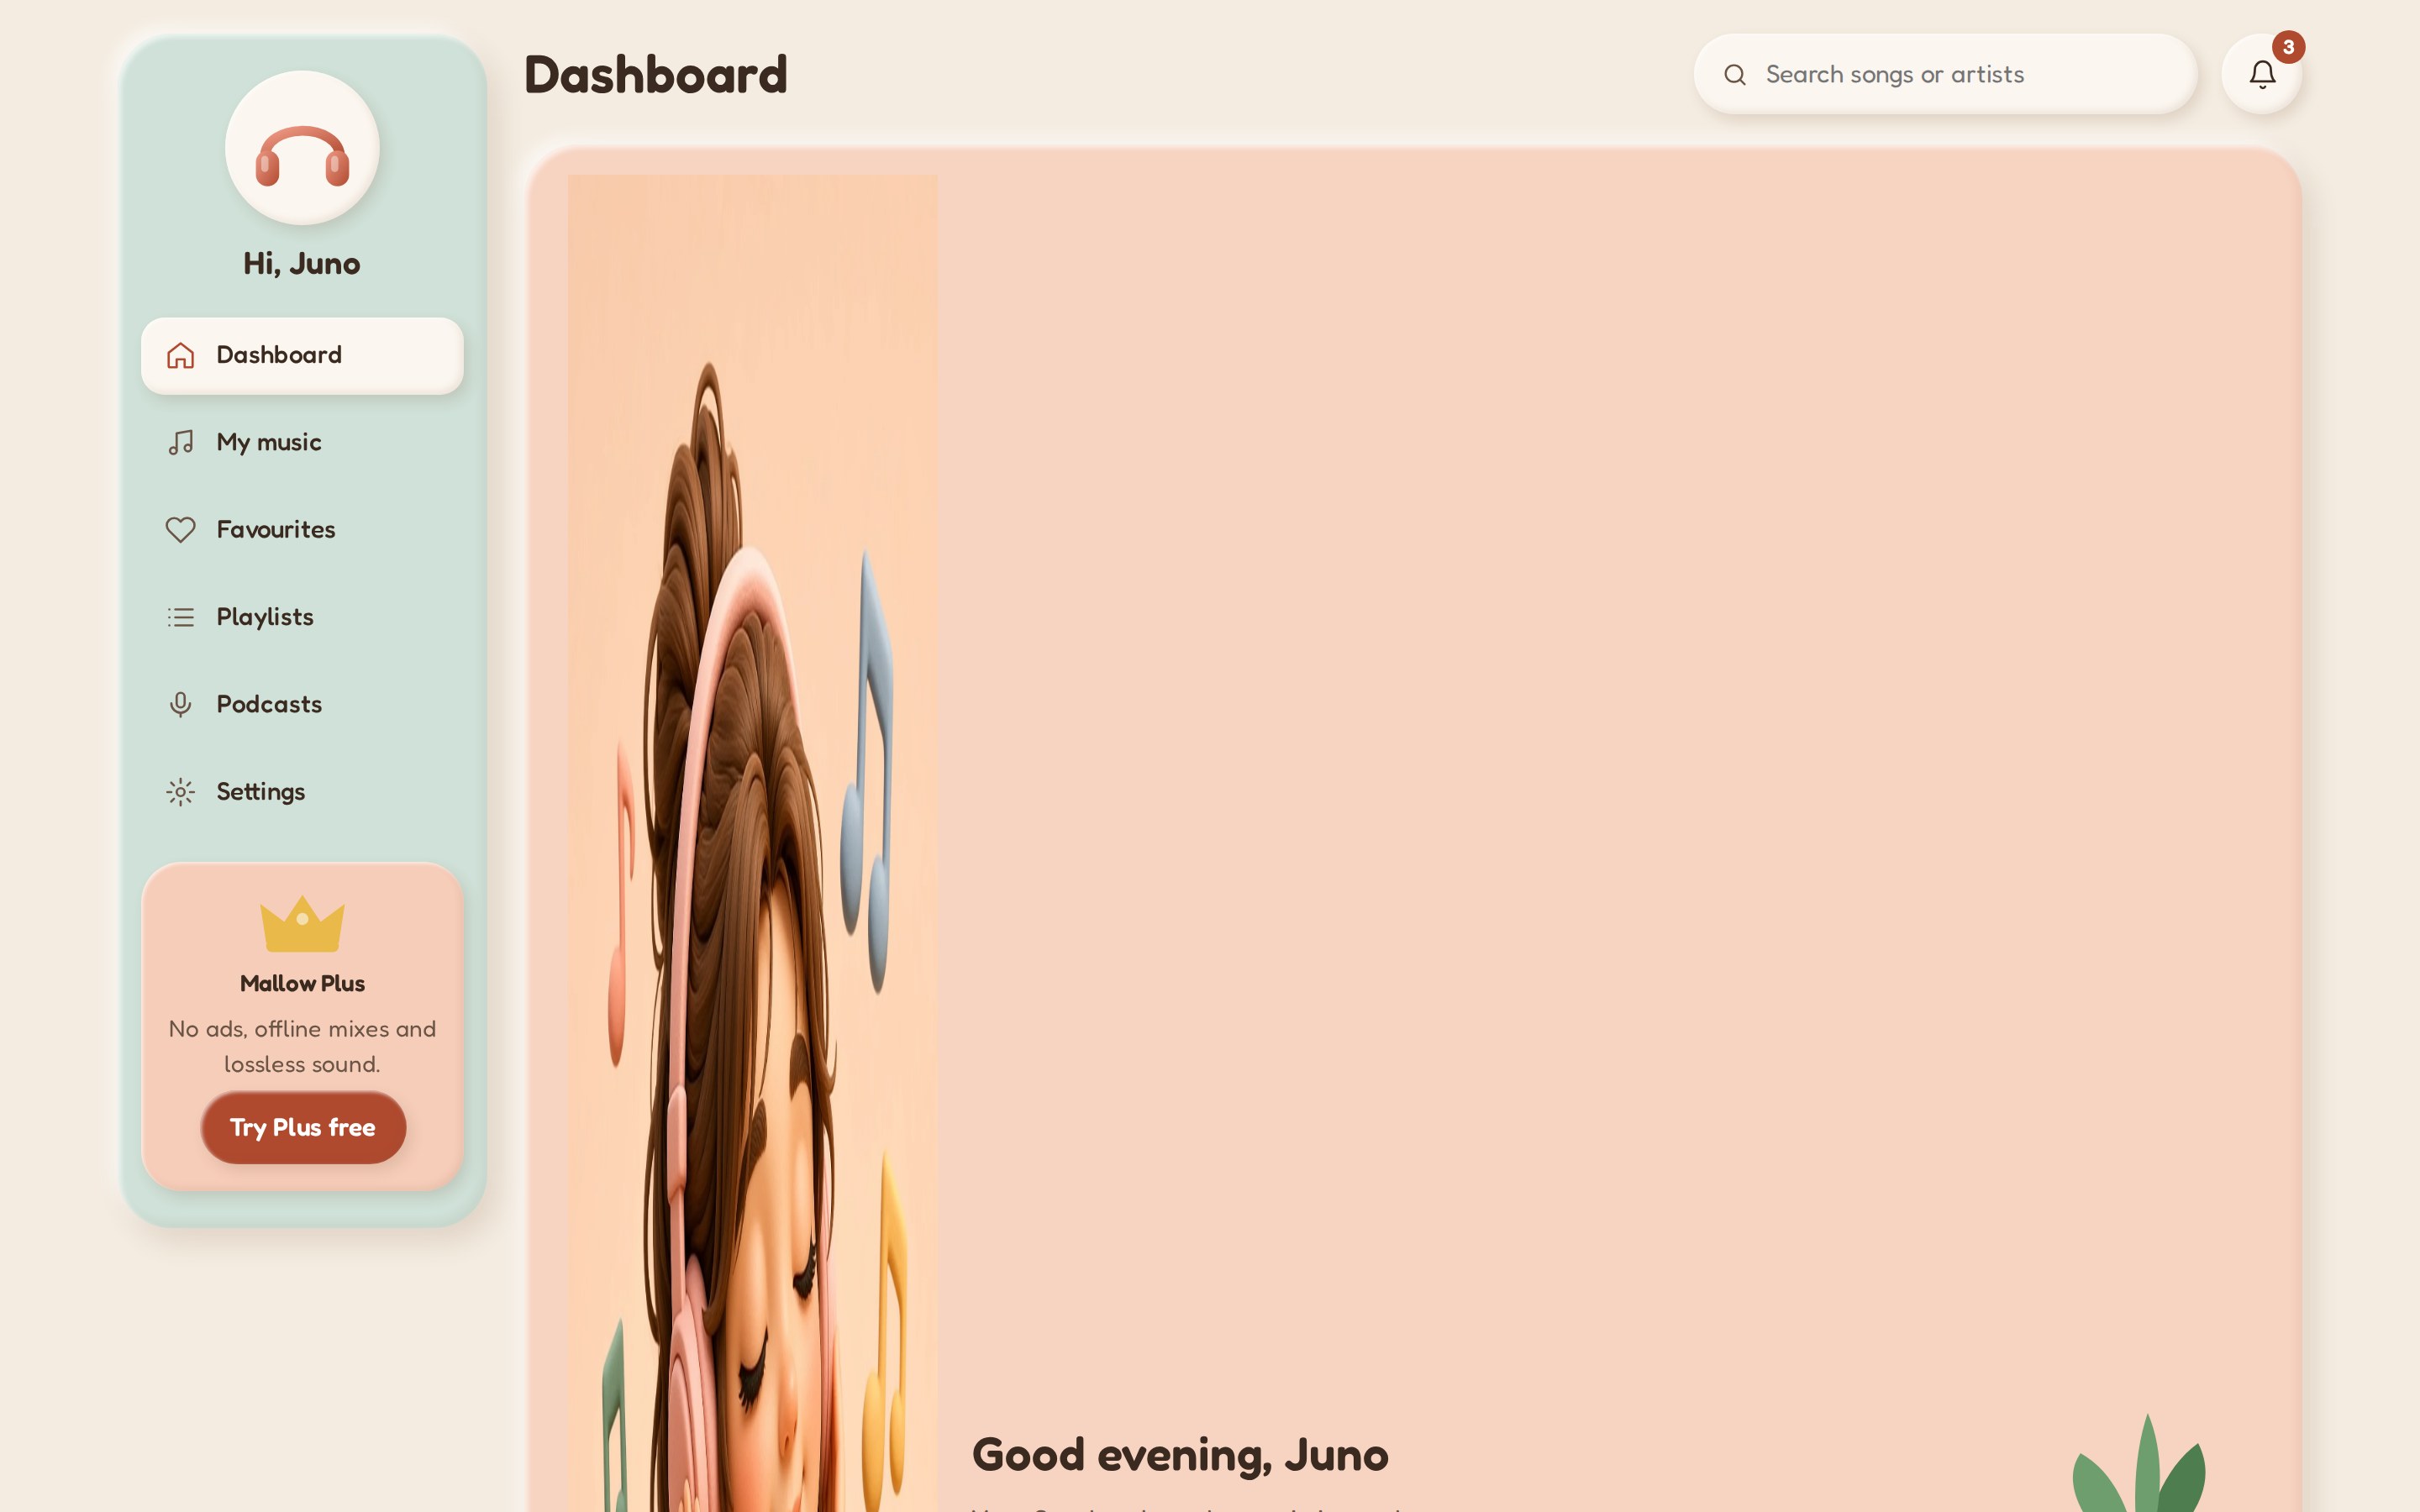 Dashboard
Search songs or artists
3
Hi, Juno
Dashboard
My music
Favourites
Playlists
Podcasts
Settings
Mallow Plus
No ads, offline mixes and
lossless sound.
Try Plus free
Good evening, Juno